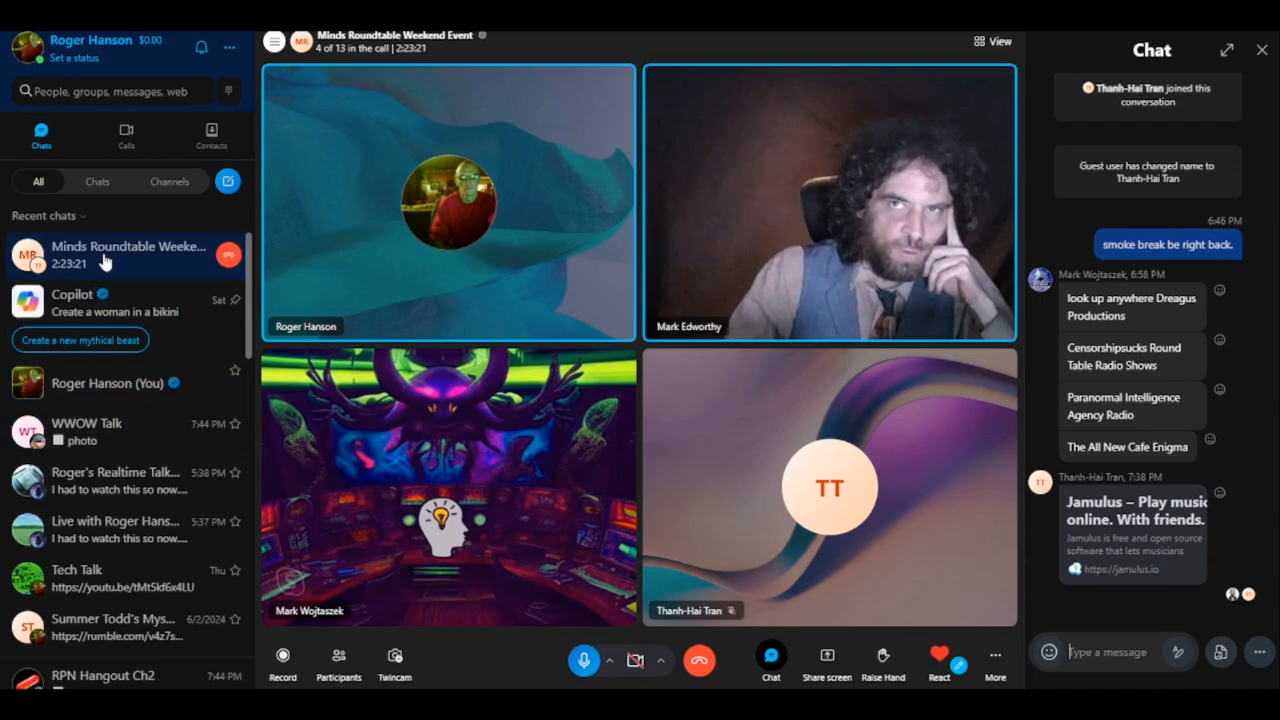 Roger Hanson $0.00
Set a status
People, groups, messages, web
Chats
Calls
Contacts
All
Chats
Channels
Recent chats
MR
TT
Minds Roundtable Weeke...
2:23:21
Copilot
Sat
Create a woman in a bikini
Create a new mythical beast
Roger Hanson (You)
WT
WWOW Talk
7:44 PM
photo
Roger's Realtime Talk...
5:38 PM
I had to watch this so now....
Live with Roger Hans...
5:37 PM
I had to watch this so now....
Tech Talk
Thu
https://youtu.be/tMt5kf6x4LU
ST
Summer Todd's Mys...
6/2/2024
https://rumble.com/v4z7s...
RPN Hangout Ch2
7:44 PM
MR
Minds Roundtable Weekend Event
4 of 13 in the call | 2:23:21
View
Roger Hanson
Mark Edworthy
Mark Wojtaszek
TT
Thanh-Hai Tran
Record
Participants
Twincam
Chat
Share screen
Raise Hand
React
More
Chat
Thanh-Hai Tran joined this
conversation
Guest user has changed name to
Thanh-Hai Tran
6:46 PM
smoke break be right back.
Mark Wojtaszek, 6:58 PM
look up anywhere Dreagus
Productions
Censorshipsucks Round
Table Radio Shows
Paranormal Intelligence
Agency Radio
The All New Cafe Enigma
TT
Thanh-Hai Tran, 7:38 PM
Jamulus – Play music
online. With friends.
Jamulus is free and open source
software that lets musicians
https://jamulus.io
TT
Type a message